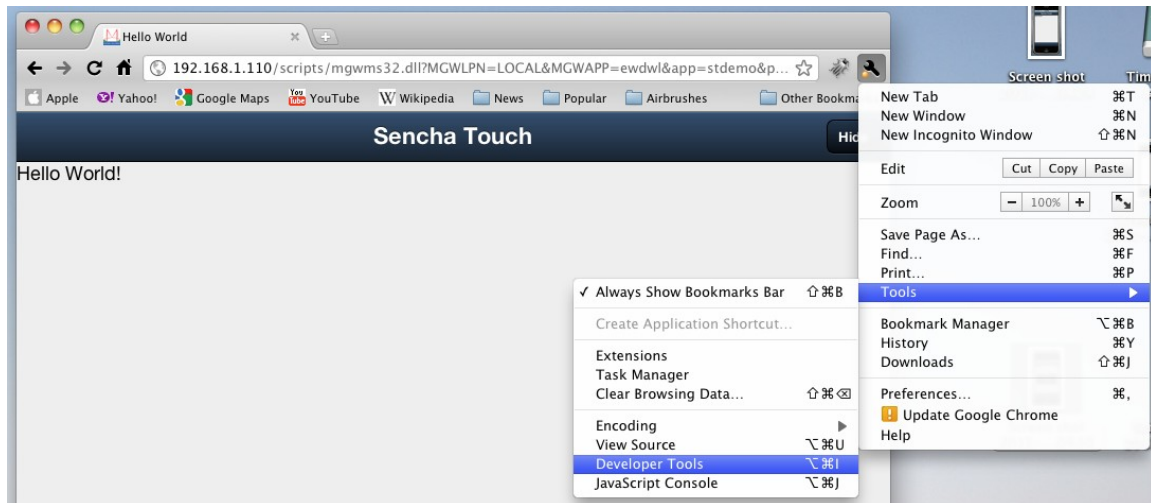 Hello World
192.168.1.110/scripts/mgwms32.dll?MGWLPN=LOCAL&MGWAPP=ewdwl&app=stdemo&p...
Apple Yahoo! Google Maps YouTube Wikipedia News Popular Airbrushes Other Bookma
Sencha Touch
Hid
Hello World!
Screen shot
Tim
New Tab ⌘T
New Window ⌘N
New Incognito Window ⇧⌘N
Edit Cut Copy Paste
Zoom − 100% +
Save Page As... ⌘S
Find... ⌘F
Print... ⌘P
Tools ▶
Bookmark Manager ⌥⌘B
History ⌘Y
Downloads ⇧⌘J
Preferences... ⌘,
Update Google Chrome
Help
✓ Always Show Bookmarks Bar ⇧⌘B
Create Application Shortcut...
Extensions
Task Manager
Clear Browsing Data... ⇧⌘⌫
Encoding ▶
View Source ⌥⌘U
Developer Tools ⌥⌘I
JavaScript Console ⌥⌘J